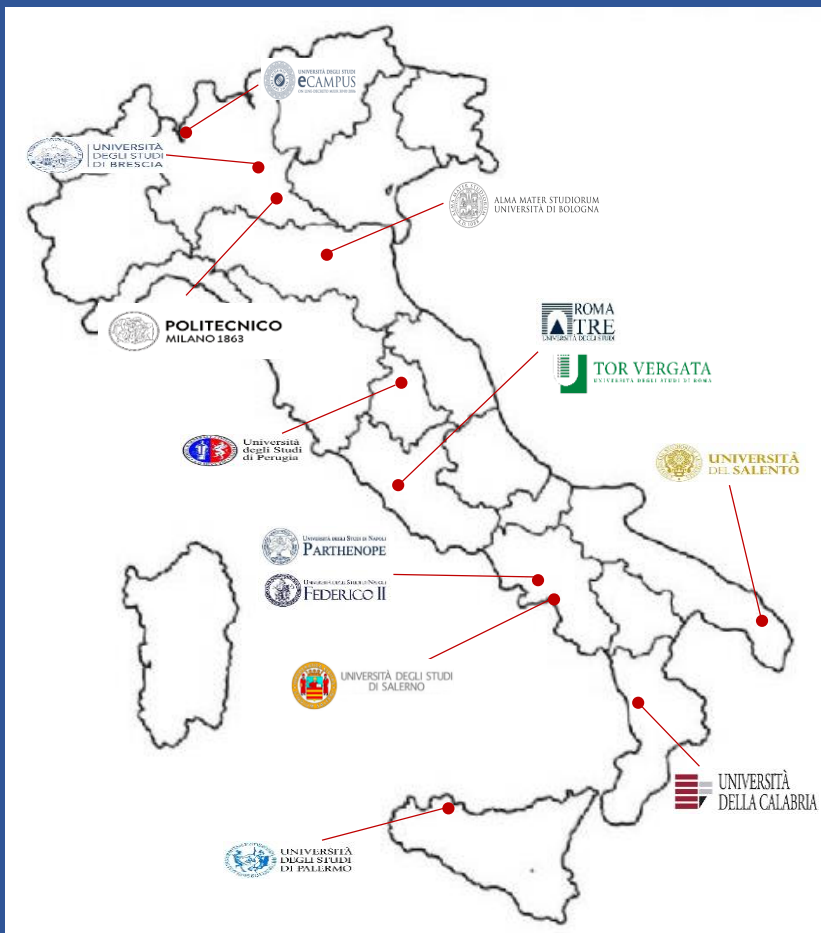 UNIVERSITÀ DEGLI STUDI
eCAMPUS
UNIVERSITÀ
DEGLI STUDI
DI BRESCIA
ALMA MATER STUDIORUM
UNIVERSITÀ DI BOLOGNA
POLITECNICO
MILANO 1863
ROMA
TRE
UNIVERSITÀ DEGLI STUDI
TOR VERGATA
UNIVERSITÀ DEGLI STUDI DI ROMA
Università
degli Studi
di Perugia
UNIVERSITÀ
DEL SALENTO
UNIVERSITÀ DEGLI STUDI DI NAPOLI
PARTHENOPE
UNIVERSITÀ DEGLI STUDI DI NAPOLI
FEDERICO II
UNIVERSITÀ DEGLI STUDI
DI SALERNO
UNIVERSITÀ
DELLA CALABRIA
UNIVERSITÀ
DEGLI STUDI
DI PALERMO